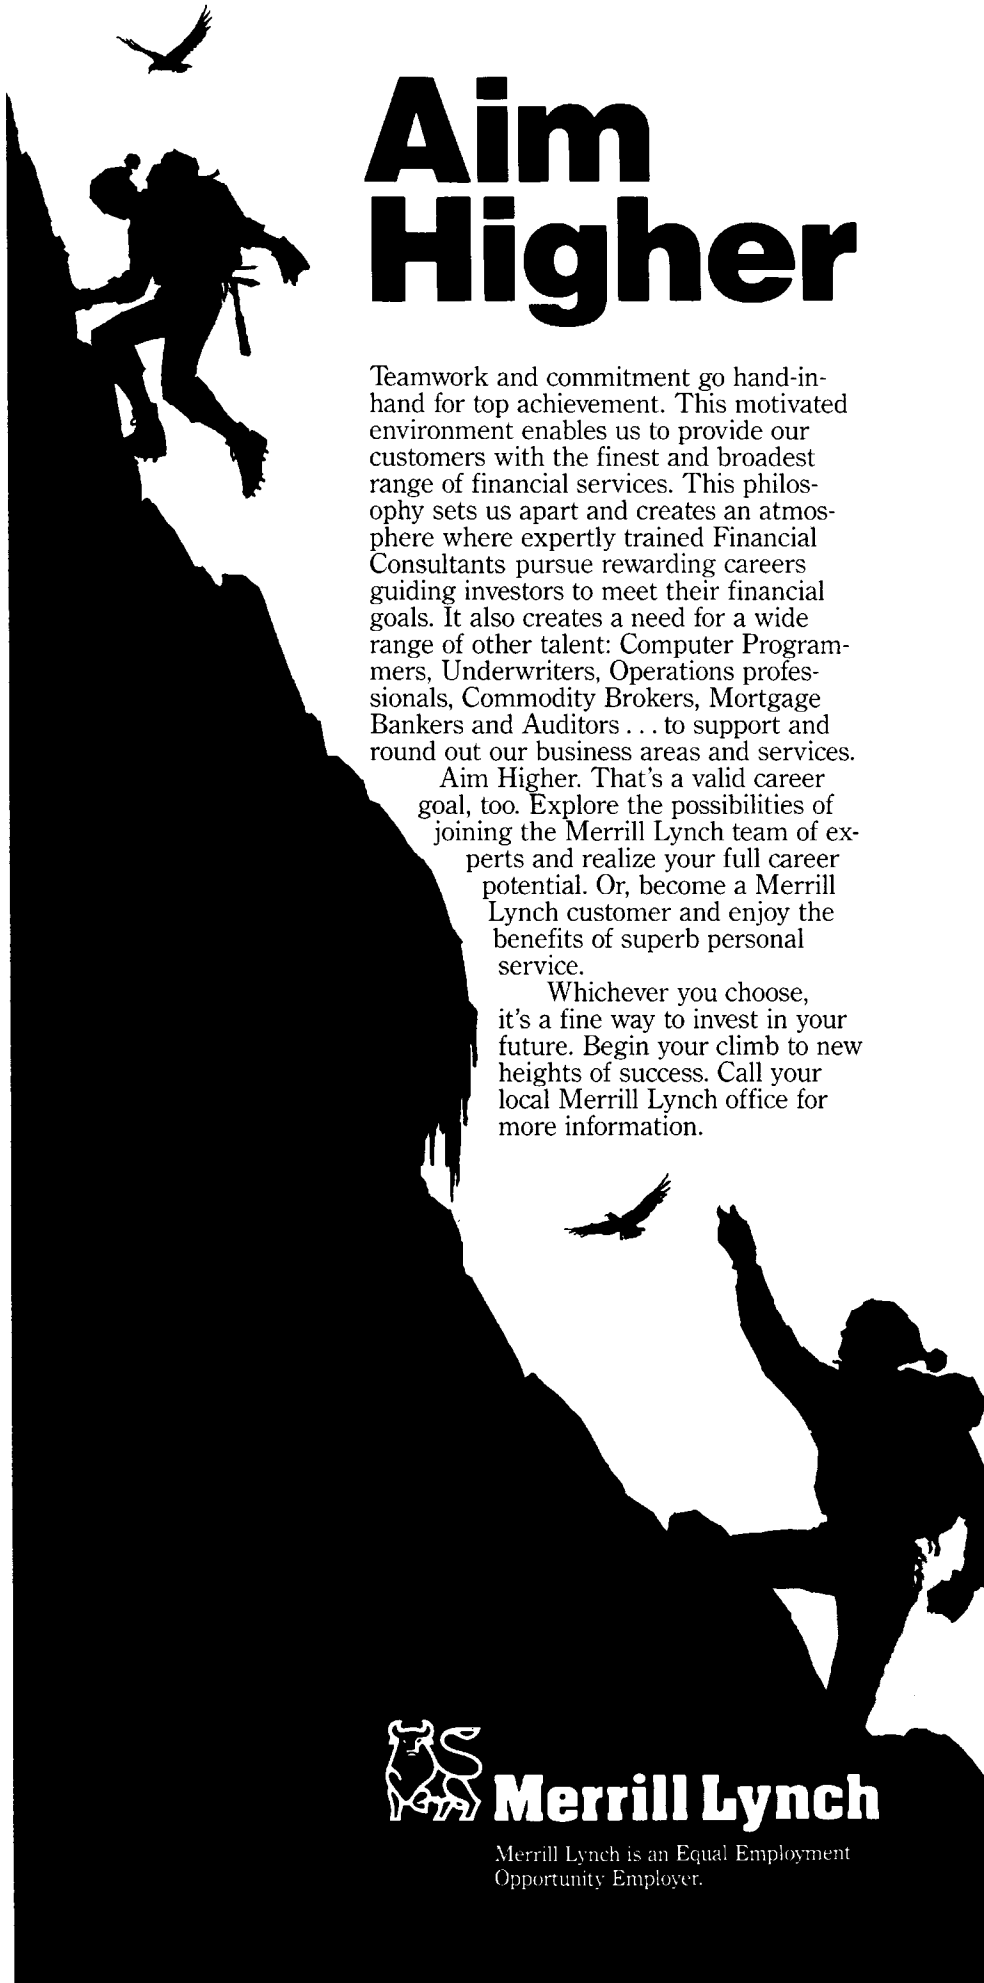 Aim
Higher
Teamwork and commitment go hand-in-
hand for top achievement. This motivated
environment enables us to provide our
customers with the finest and broadest
range of financial services. This philos-
ophy sets us apart and creates an atmos-
phere where expertly trained Financial
Consultants pursue rewarding careers
guiding investors to meet their financial
goals. It also creates a need for a wide
range of other talent: Computer Program-
mers, Underwriters, Operations profes-
sionals, Commodity Brokers, Mortgage
Bankers and Auditors . . . to support and
round out our business areas and services.
Aim Higher. That's a valid career
goal, too. Explore the possibilities of
joining the Merrill Lynch team of ex-
perts and realize your full career
potential. Or, become a Merrill
Lynch customer and enjoy the
benefits of superb personal
service.
Whichever you choose,
it's a fine way to invest in your
future. Begin your climb to new
heights of success. Call your
local Merrill Lynch office for
more information.
Merrill Lynch
Merrill Lynch is an Equal Employment
Opportunity Employer.